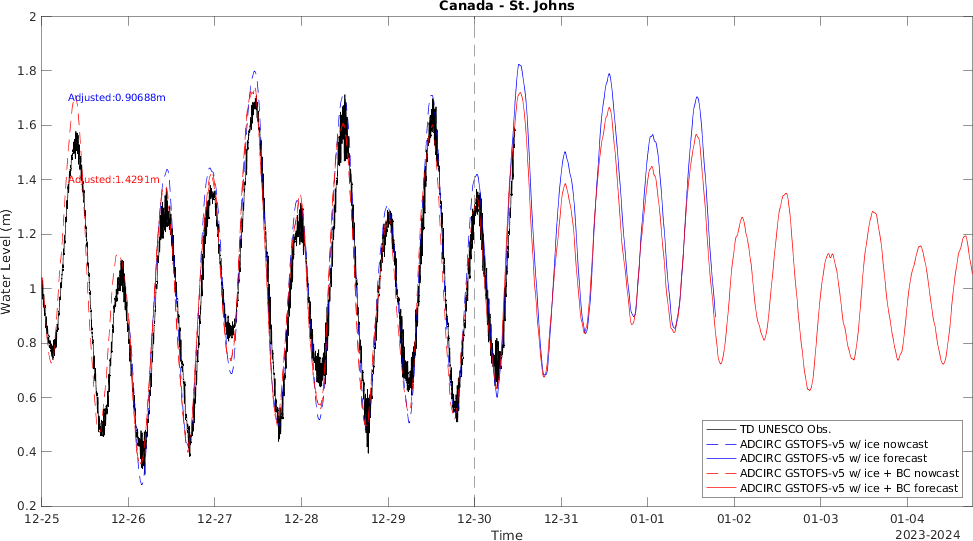 Canada - St. Johns
2
1.8
1.6
1.4
1.2
1
0.8
0.6
0.4
0.2
Water Level (m)
Adjusted:0.90688m
Adjusted:1.4291m
TD UNESCO Obs.
ADCIRC GSTOFS-v5 w/ ice nowcast
ADCIRC GSTOFS-v5 w/ ice forecast
ADCIRC GSTOFS-v5 w/ ice + BC nowcast
ADCIRC GSTOFS-v5 w/ ice + BC forecast
12-25 12-26 12-27 12-28 12-29 12-30 12-31 01-01 01-02 01-03 01-04
Time
2023-2024